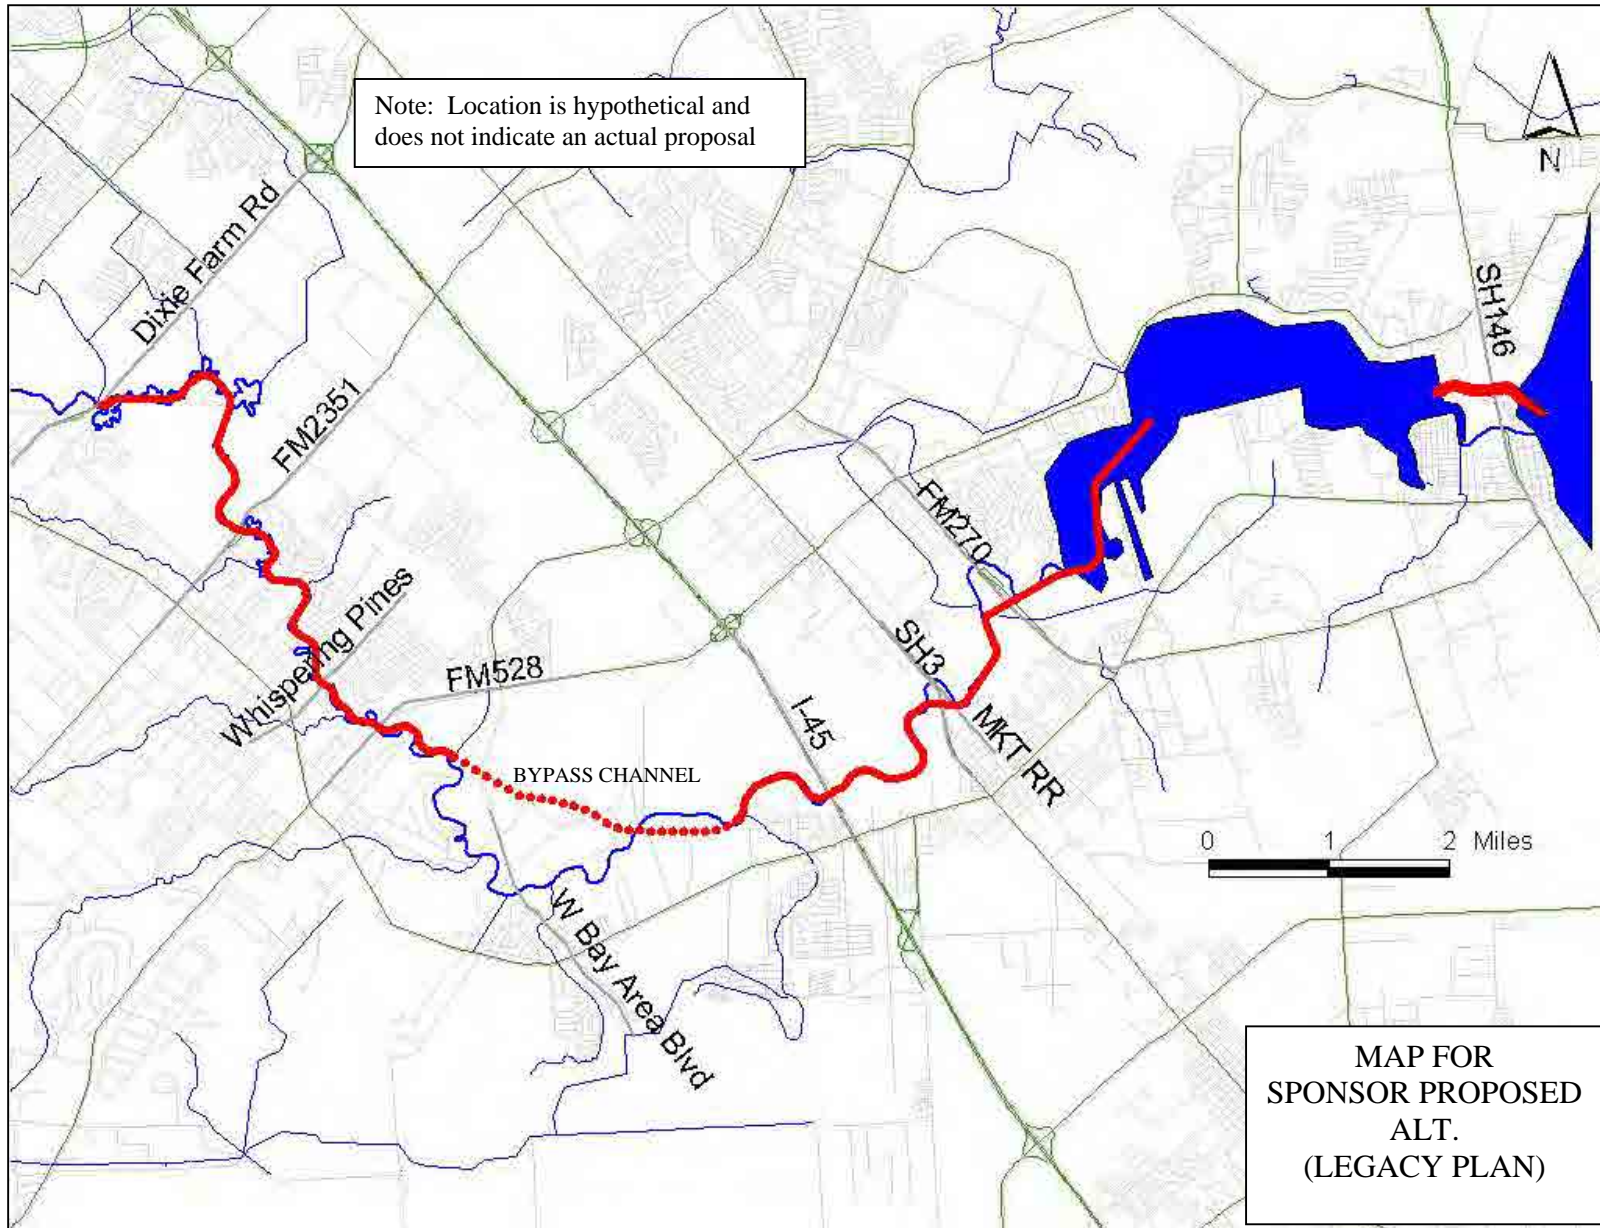 Note: Location is hypothetical and
does not indicate an actual proposal
N
Dixie Farm Rd
SH146
FM2351
FM270
Whispering Pines
SH3
FM528
I-45
MKT RR
BYPASS CHANNEL
0 1 2 Miles
W Bay Area Blvd
MAP FOR
SPONSOR PROPOSED
ALT.
(LEGACY PLAN)